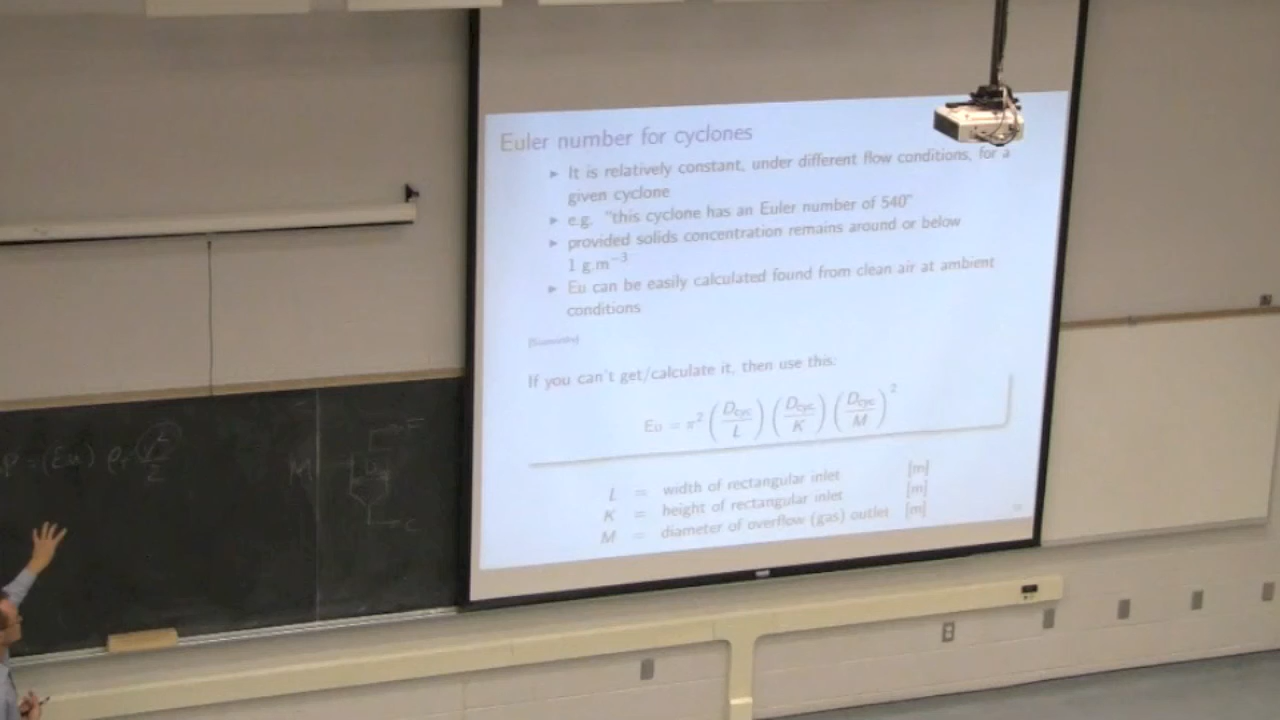 Euler number for cyclones
▸ It is relatively constant, under different flow conditions, for a
given cyclone
▸ e.g. "this cyclone has an Euler number of 540"
▸ provided solids concentration remains around or below
1 g.m⁻³
▸ Eu can be easily calculated found from clean air at ambient
conditions
If you can't get/calculate it, then use this:
Eu = π² (D_cyc/L) (D_cyc/K) (D_cyc/M)²
L = width of rectangular inlet [m]
K = height of rectangular inlet [m]
M = diameter of overflow (gas) outlet [m]
P = (Eu) ρ_f v²/2
M
F
C